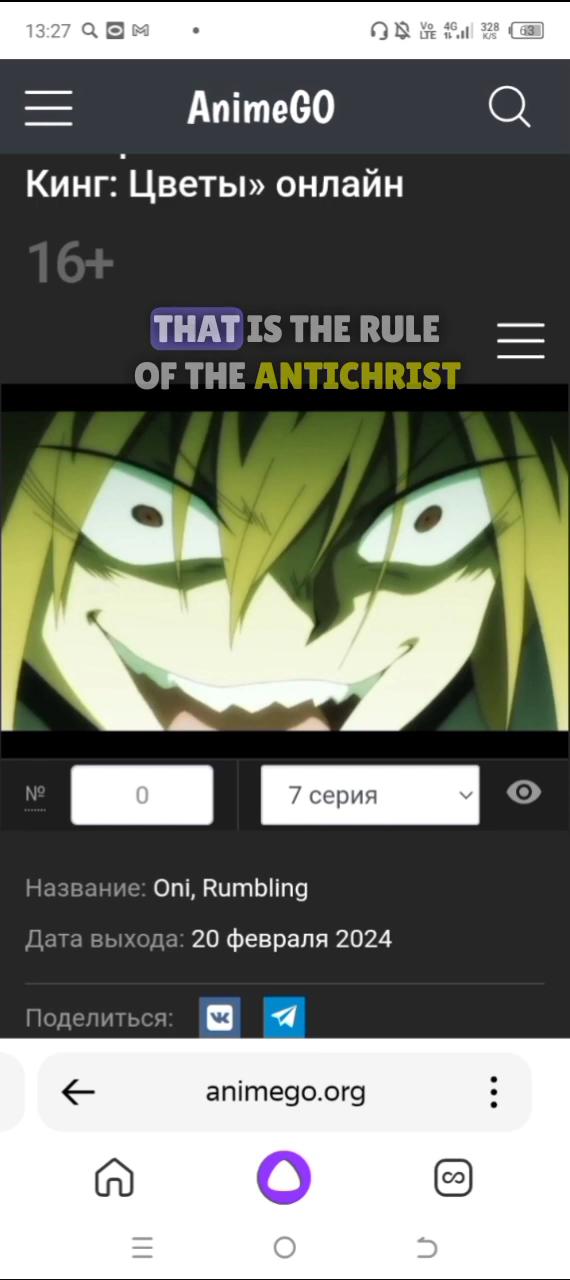 13:27
Vo LTE 4G 328 K/S 63
AnimeGO
Кинг: Цветы» онлайн
16+
THAT IS THE RULE
OF THE ANTICHRIST
№ 0 7 серия
Название: Oni, Rumbling
Дата выхода: 20 февраля 2024
Поделиться:
animego.org